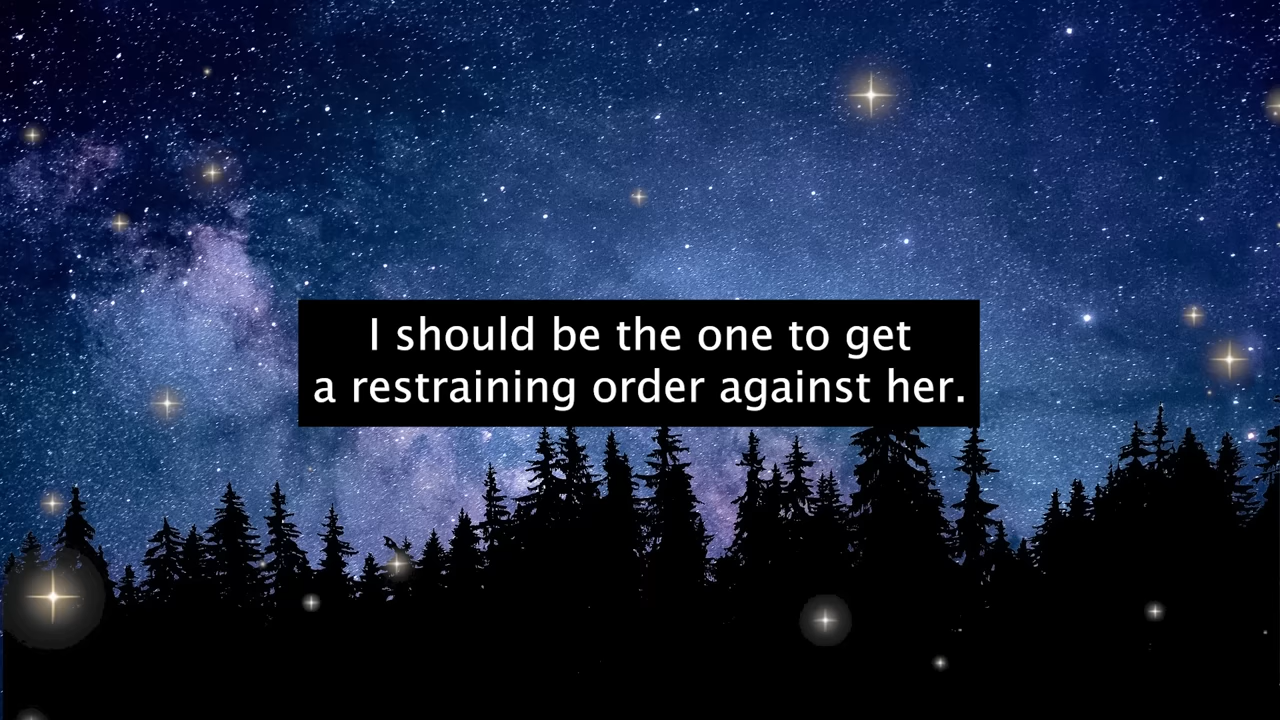 I should be the one to get
a restraining order against her.